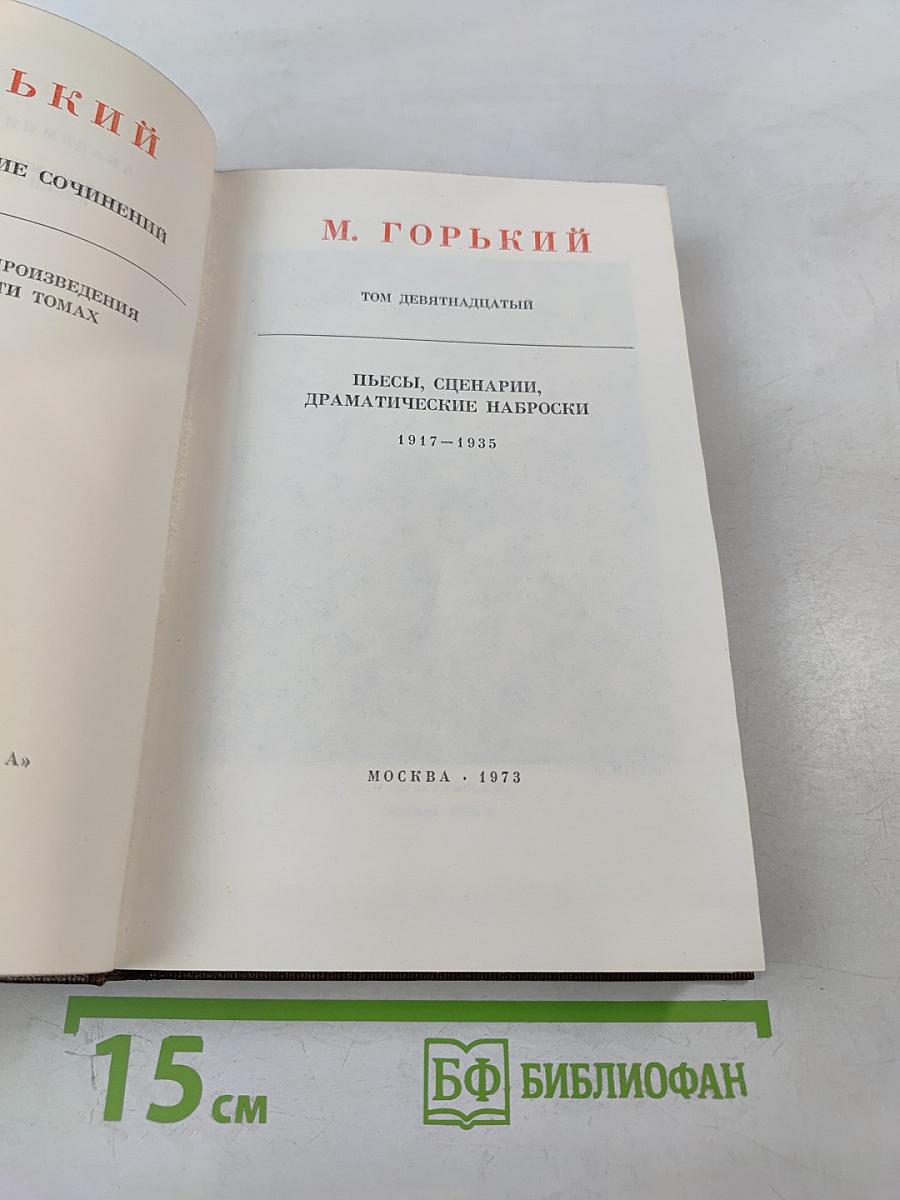 ЬКИЙ
ИЕ СОЧИНЕНИЙ
ПРОИЗВЕДЕНИЯ
ТИ ТОМАХ
А»
М. ГОРЬКИЙ
ТОМ ДЕВЯТНАДЦАТЫЙ
ПЬЕСЫ, СЦЕНАРИИ,
ДРАМАТИЧЕСКИЕ НАБРОСКИ
1917—1935
МОСКВА · 1973
15 см
БФ БИБЛИОФАН